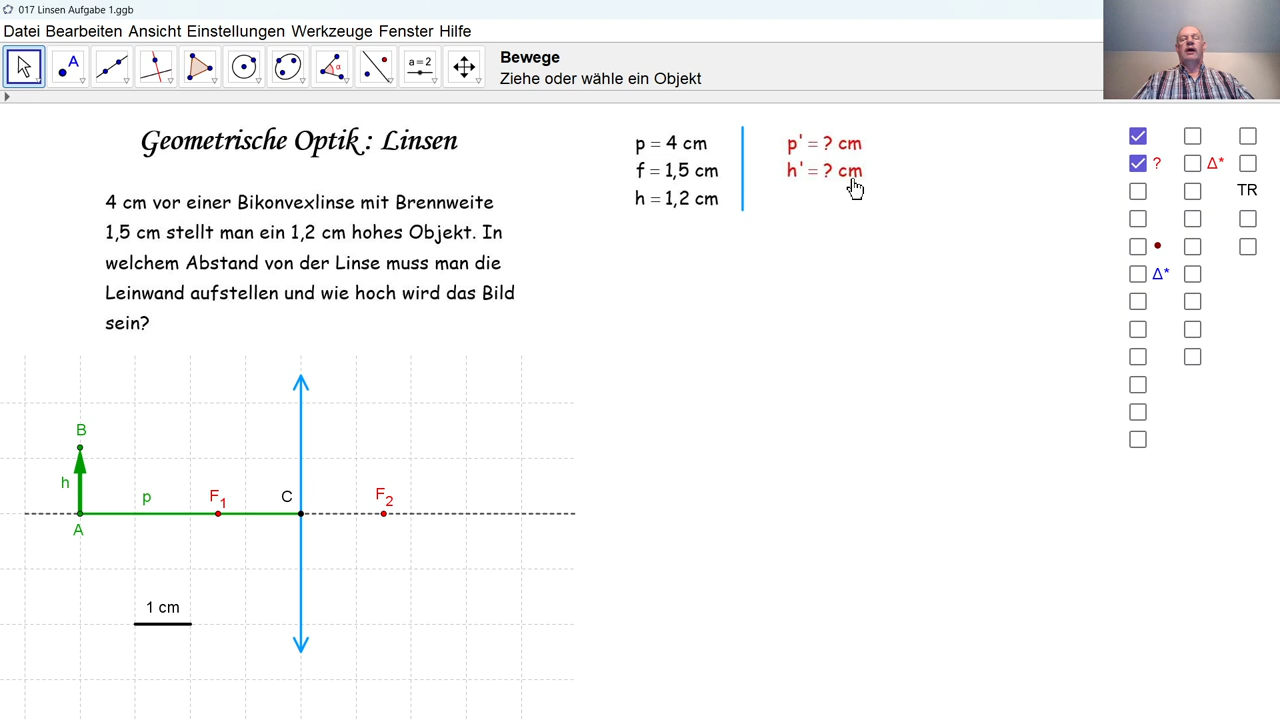 017 Linsen Aufgabe 1.ggb
Datei Bearbeiten Ansicht Einstellungen Werkzeuge Fenster Hilfe
A
α
a = 2
Bewege
Ziehe oder wähle ein Objekt
Geometrische Optik : Linsen
4 cm vor einer Bikonvexlinse mit Brennweite
1,5 cm stellt man ein 1,2 cm hohes Objekt. In
welchem Abstand von der Linse muss man die
Leinwand aufstellen und wie hoch wird das Bild
sein?
p = 4 cm
f = 1,5 cm
h = 1,2 cm
p' = ? cm
h' = ? cm
?
Δ*
TR
Δ*
B
h
p
F1
C
F2
A
1 cm